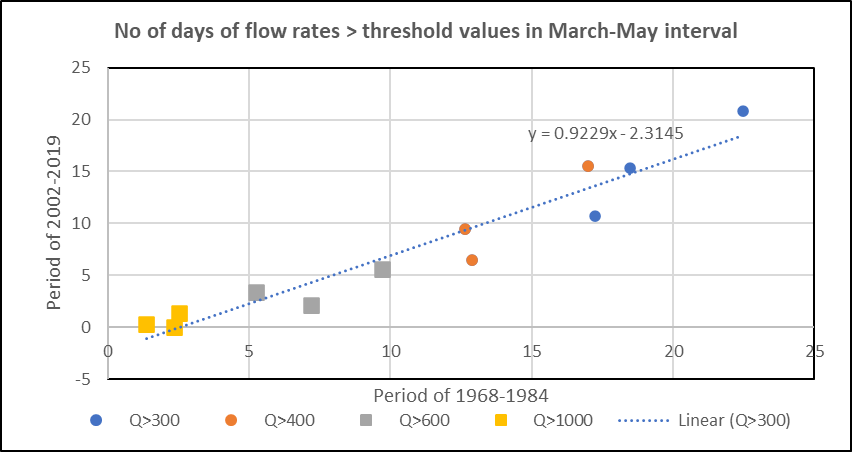 No of days of flow rates > threshold values in March-May interval
25
20
15
10
5
0
-5
Period of 2002-2019
y = 0.9229x - 2.3145
0 5 10 15 20 25
Period of 1968-1984
Q>300 Q>400 Q>600 Q>1000 Linear (Q>300)